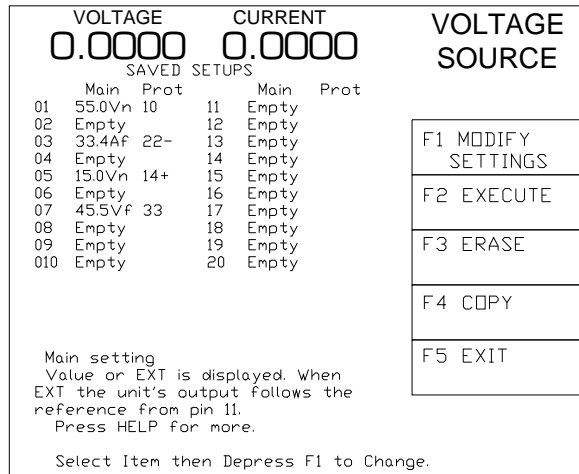 VOLTAGE CURRENT
0.0000 0.0000
VOLTAGE
SOURCE
SAVED SETUPS
Main Prot Main Prot
01 55.0Vn 10 11 Empty
02 Empty 12 Empty
03 33.4Af 22- 13 Empty
04 Empty 14 Empty
05 15.0Vn 14+ 15 Empty
06 Empty 16 Empty
07 45.5Vf 33 17 Empty
08 Empty 18 Empty
09 Empty 19 Empty
010 Empty 20 Empty
F1 MODIFY
SETTINGS
F2 EXECUTE
F3 ERASE
F4 COPY
F5 EXIT
Main setting
Value or EXT is displayed. When
EXT the unit's output follows the
reference from pin 11.
Press HELP for more.
Select Item then Depress F1 to Change.